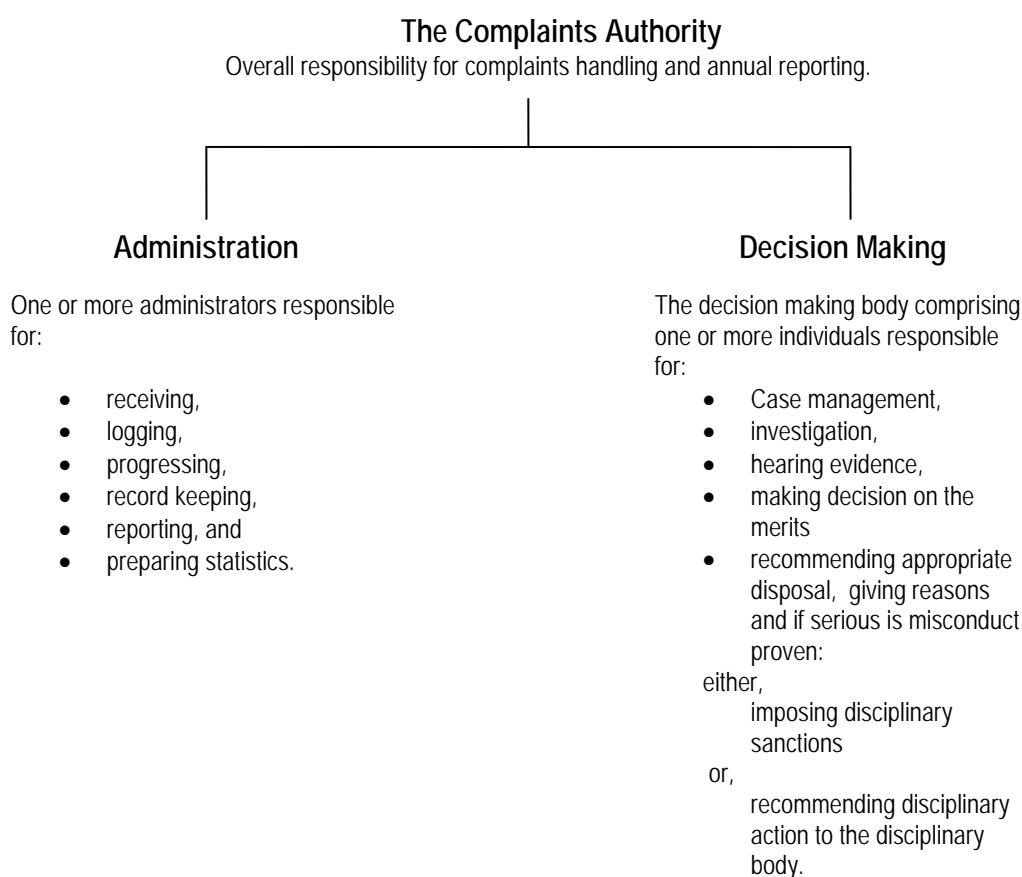 The Complaints Authority
Overall responsibility for complaints handling and annual reporting.
Administration
One or more administrators responsible
for:
• receiving,
• logging,
• progressing,
• record keeping,
• reporting, and
• preparing statistics.
Decision Making
The decision making body comprising
one or more individuals responsible
for:
• Case management,
• investigation,
• hearing evidence,
• making decision on the
merits
• recommending appropriate
disposal, giving reasons
and if serious is misconduct
proven:
either,
imposing disciplinary
sanctions
or,
recommending disciplinary
action to the disciplinary
body.